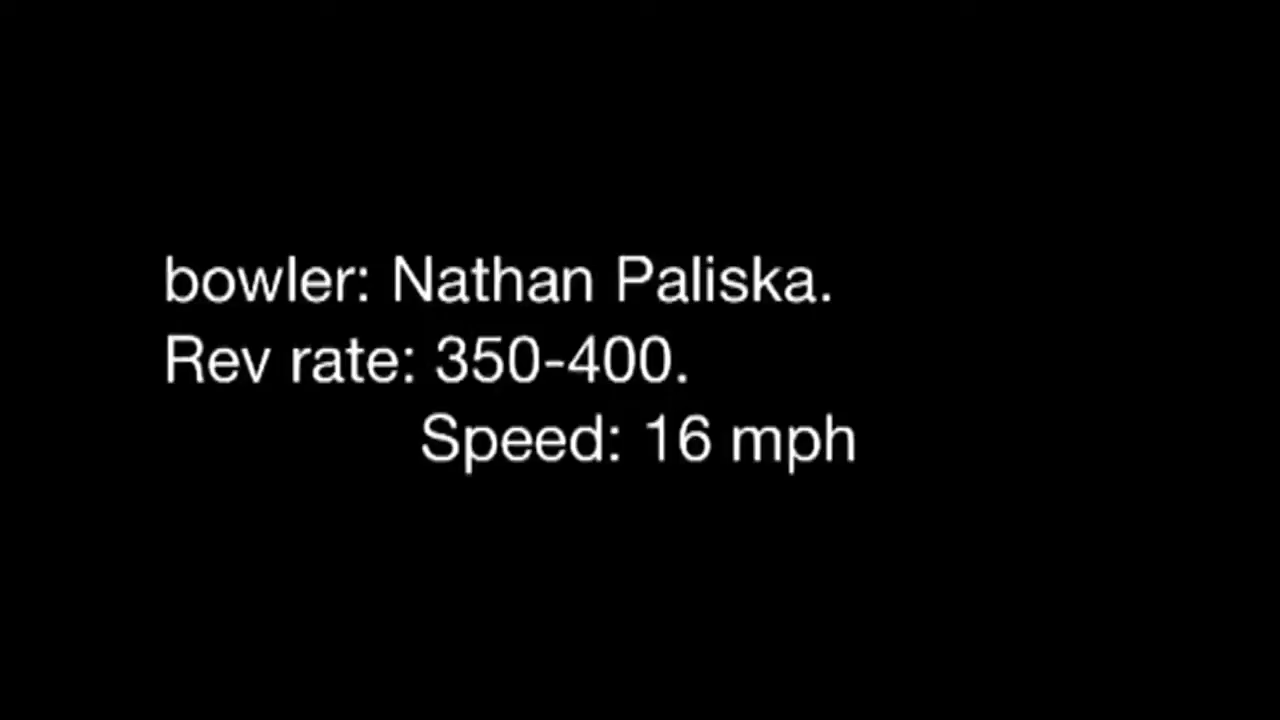 bowler: Nathan Paliska.
Rev rate: 350-400.
Speed: 16 mph